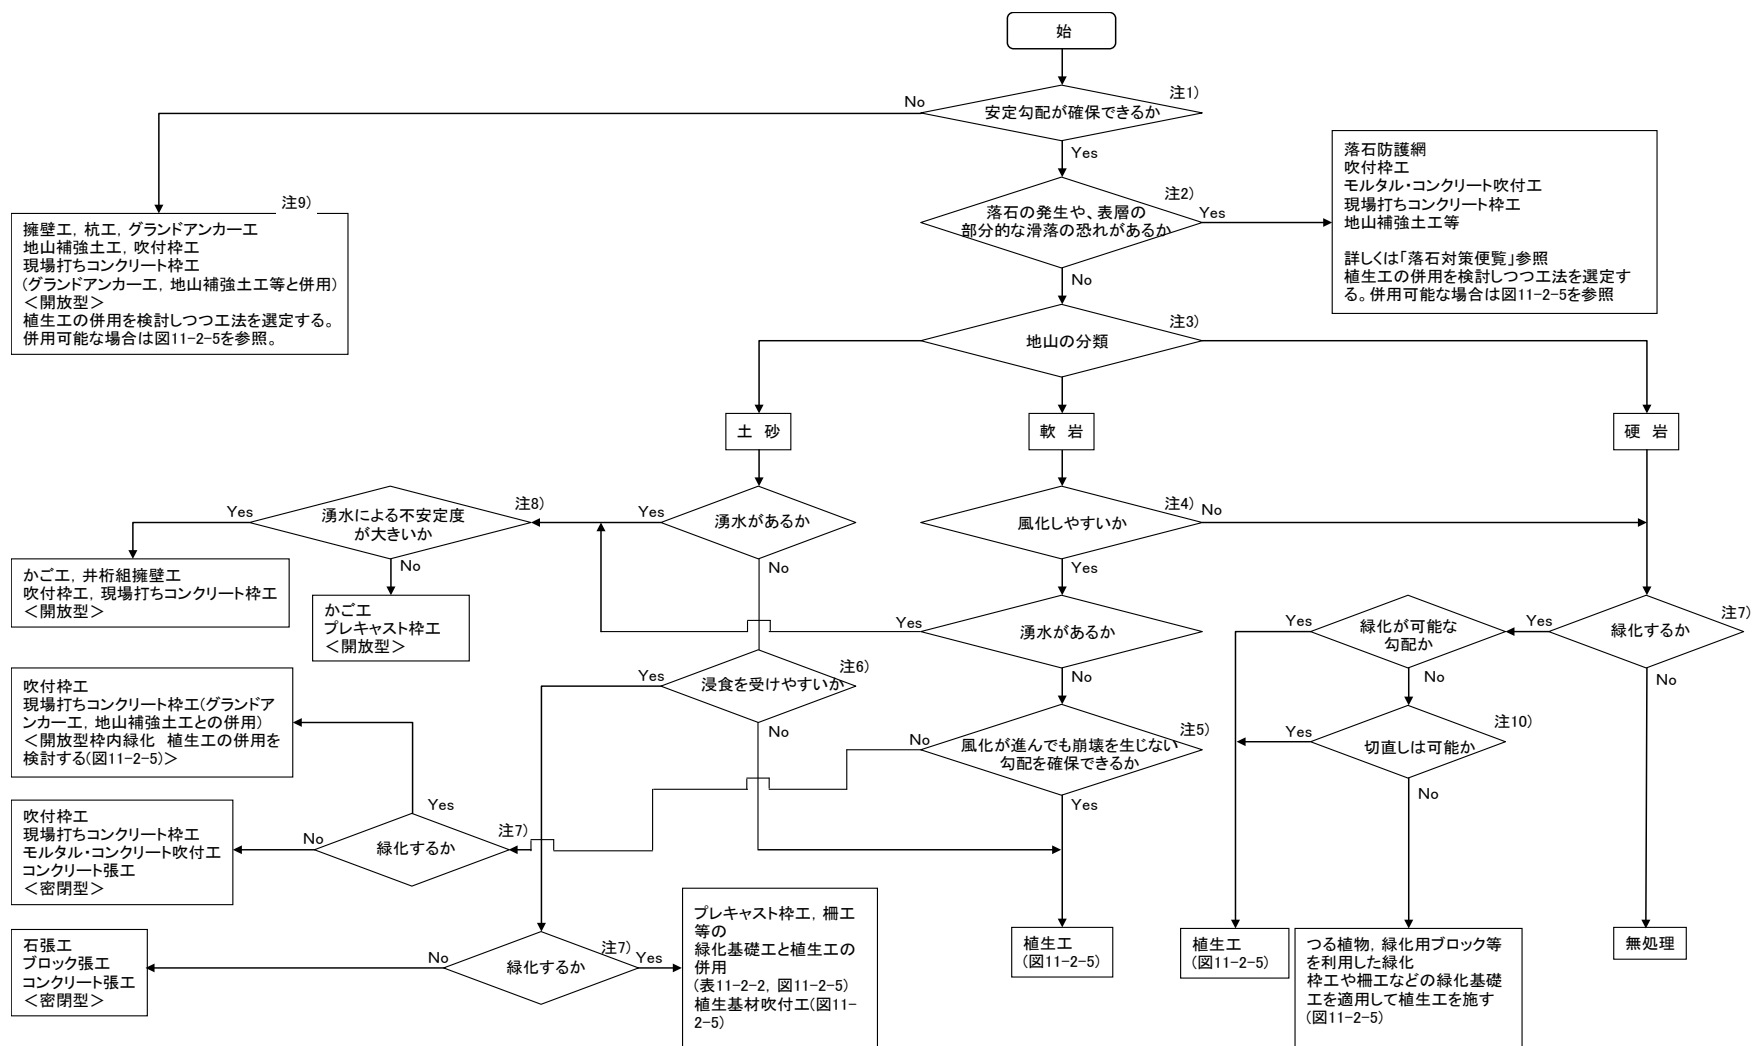 始
注1)
安定勾配が確保できるか
No
Yes
注2)
落石の発生や、表層の
部分的な滑落の恐れがあるか
Yes
No
落石防護網
吹付枠工
モルタル・コンクリート吹付工
現場打ちコンクリート枠工
地山補強土工等
詳しくは「落石対策便覧」参照
植生工の併用を検討しつつ工法を選定す
る。併用可能な場合は図11-2-5を参照
注9)
擁壁工, 杭工, グランドアンカー工
地山補強土工, 吹付枠工
現場打ちコンクリート枠工
(グランドアンカー工, 地山補強土工等と併用)
<開放型>
植生工の併用を検討しつつ工法を選定する。
併用可能な場合は図11-2-5を参照。
注3)
地山の分類
土 砂
軟 岩
硬 岩
湧水があるか
Yes
No
注8)
湧水による不安定度
が大きいか
Yes
No
かご工, 井桁組擁壁工
吹付枠工, 現場打ちコンクリート枠工
<開放型>
かご工
プレキャスト枠工
<開放型>
注4)
風化しやすいか
No
Yes
湧水があるか
Yes
No
注6)
浸食を受けやすいか
Yes
No
注5)
風化が進んでも崩壊を生じない
勾配を確保できるか
No
Yes
注7)
緑化するか
Yes
No
緑化が可能な
勾配か
Yes
No
注10)
切直しは可能か
Yes
No
吹付枠工
現場打ちコンクリート枠工(グランドア
ンカー工, 地山補強土工との併用)
<開放型枠内緑化 植生工の併用を
検討する(図11-2-5)>
吹付枠工
現場打ちコンクリート枠工
モルタル・コンクリート吹付工
コンクリート張工
<密閉型>
注7)
緑化するか
Yes
No
石張工
ブロック張工
コンクリート張工
<密閉型>
注7)
緑化するか
No
Yes
プレキャスト枠工, 柵工
等の
緑化基礎工と植生工の
併用
(表11-2-2, 図11-2-5)
植生基材吹付工(図11-
2-5)
植生工
(図11-2-5)
植生工
(図11-2-5)
つる植物, 緑化用ブロック等
を利用した緑化
枠工や柵工などの緑化基礎
工を適用して植生工を施す
(図11-2-5)
無処理